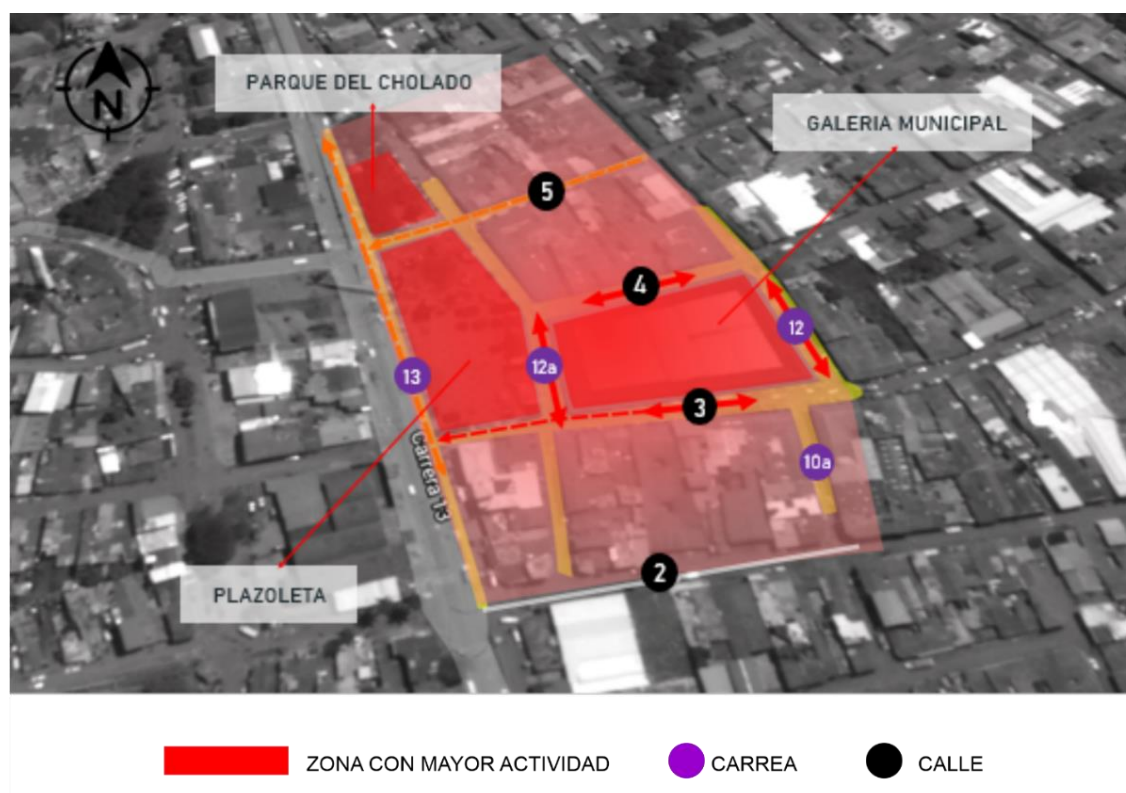 N
PARQUE DEL CHOLADO
GALERIA MUNICIPAL
5
4
12
13
12a
3
Carrera 13
10a
2
PLAZOLETA
ZONA CON MAYOR ACTIVIDAD
CARREA
CALLE